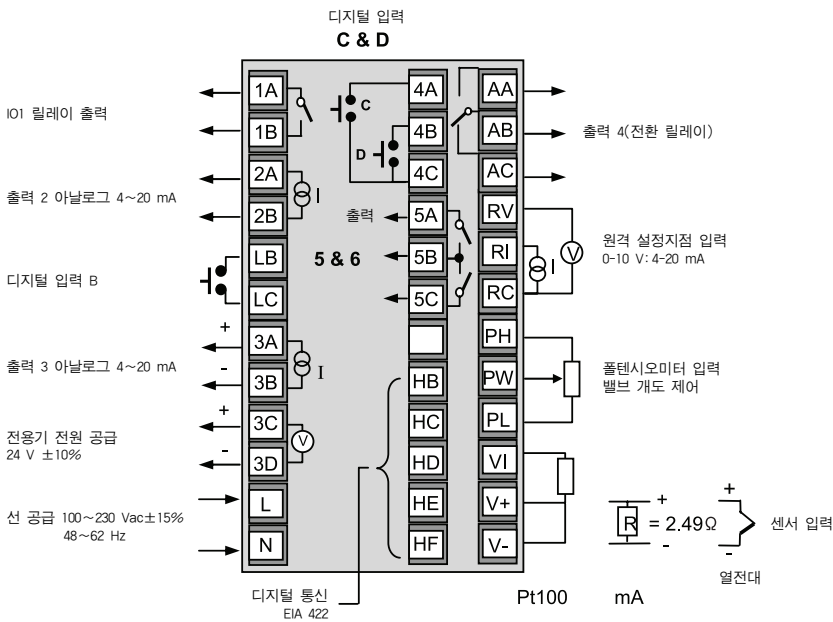 디지털 입력
C & D
IO1 릴레이 출력
출력 2 아날로그 4~20 mA
디지털 입력 B
+
출력 3 아날로그 4~20 mA
-
+
전용기 전원 공급
24 V ±10%
-
선 공급 100~230 Vac±15%
48~62 Hz
1A
1B
2A
2B
LB
LC
3A
3B
3C
3D
L
N
I
I
V
C
D
출력
5 & 6
4A
4B
4C
5A
5B
5C
HB
HC
HD
HE
HF
AA
AB
AC
RV
RI
RC
PH
PW
PL
VI
V+
V-
출력 4(전환 릴레이)
V
I
원격 설정지점 입력
0-10 V: 4-20 mA
폴텐시오미터 입력
밸브 개도 제어
+
R = 2.49Ω
-
+
센서 입력
-
열전대
디지털 통신
EIA 422
Pt100
mA